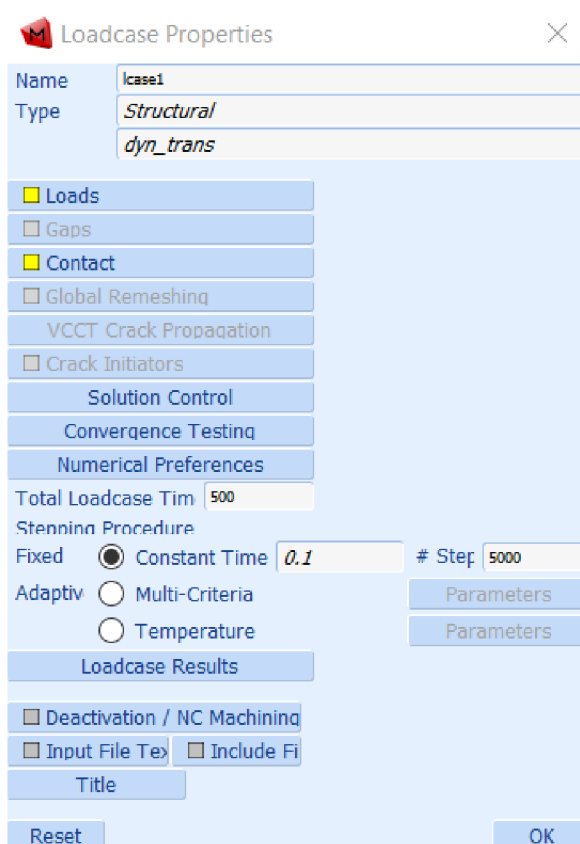 Loadcase Properties
Name lcase1
Type Structural
dyn_trans
Loads
Gaps
Contact
Global Remeshing
VCCT Crack Propagation
Crack Initiators
Solution Control
Convergence Testing
Numerical Preferences
Total Loadcase Tim 500
Stepping Procedure
Fixed Constant Time 0.1 # Step 5000
Adaptiv Multi-Criteria Parameters
Temperature Parameters
Loadcase Results
Deactivation / NC Machining
Input File Tex Include Fi
Title
Reset OK